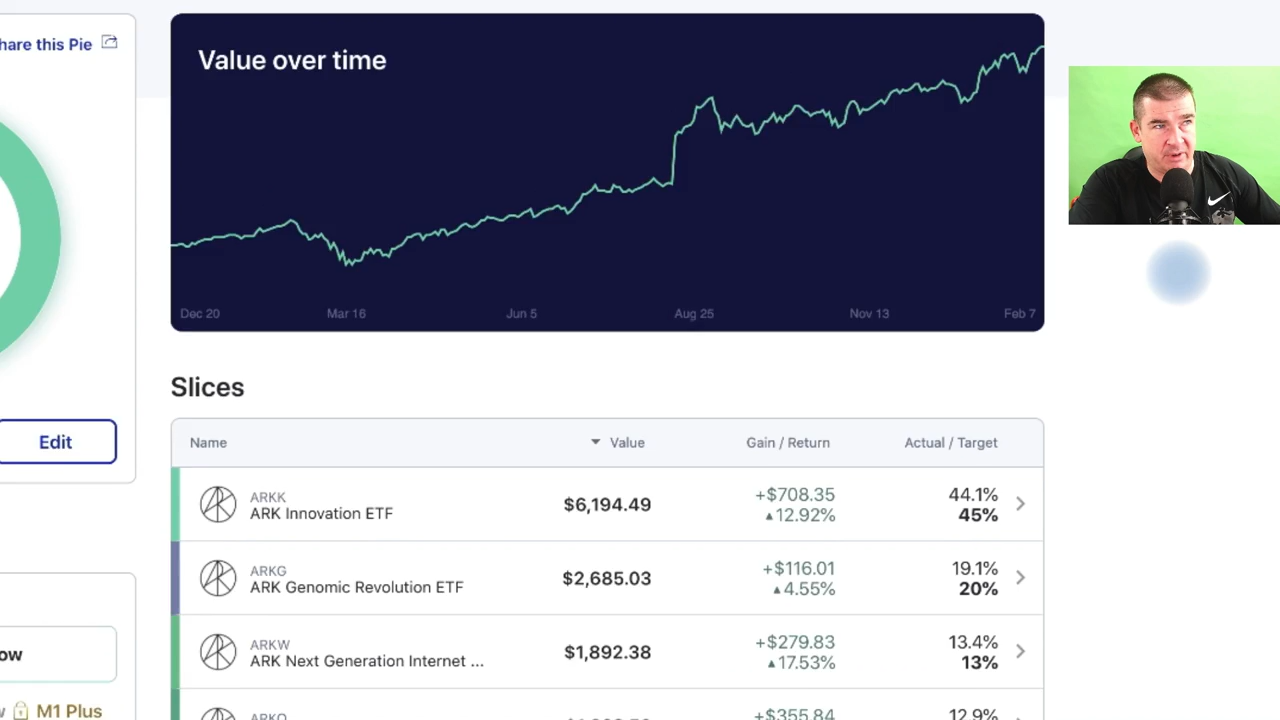 hare this Pie
Edit
ow
M1 Plus
Value over time
Dec 20 Mar 16 Jun 5 Aug 25 Nov 13 Feb 7
Slices
Name Value Gain / Return Actual / Target
ARKK
ARK Innovation ETF
$6,194.49
+$708.35
▲12.92%
44.1%
45%
ARKG
ARK Genomic Revolution ETF
$2,685.03
+$116.01
▲4.55%
19.1%
20%
ARKW
ARK Next Generation Internet ...
$1,892.38
+$279.83
▲17.53%
13.4%
13%
+$355.84
12.9%